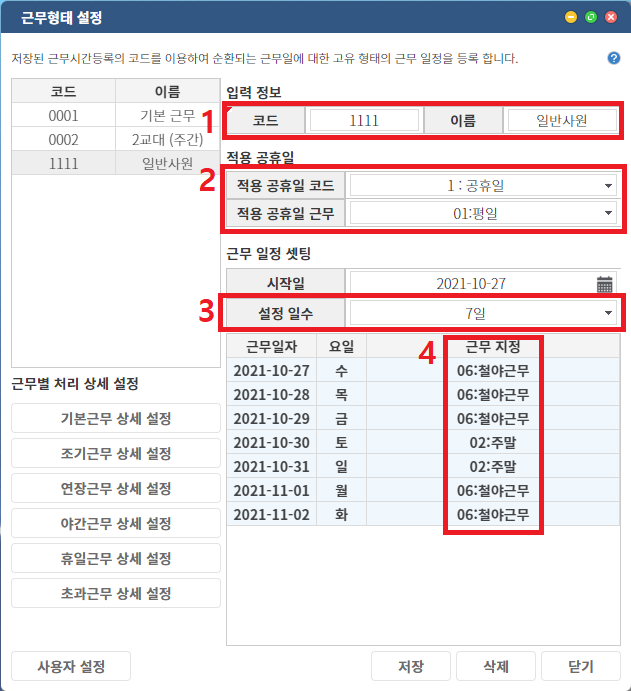 근무형태 설정
저장된 근무시간등록의 코드를 이용하여 순환되는 근무일에 대한 고유 형태의 근무 일정을 등록 합니다.
?
코드 이름
0001 기본 근무
0002 2교대 (주간)
1111 일반사원
입력 정보
1
코드 1111 이름 일반사원
적용 공휴일
2
적용 공휴일 코드 1 : 공휴일
적용 공휴일 근무 01:평일
근무 일정 셋팅
시작일 2021-10-27
3
설정 일수 7일
4
근무일자 요일 근무 지정
2021-10-27 수 06:철야근무
2021-10-28 목 06:철야근무
2021-10-29 금 06:철야근무
2021-10-30 토 02:주말
2021-10-31 일 02:주말
2021-11-01 월 06:철야근무
2021-11-02 화 06:철야근무
근무별 처리 상세 설정
기본근무 상세 설정
조기근무 상세 설정
연장근무 상세 설정
야간근무 상세 설정
휴일근무 상세 설정
초과근무 상세 설정
사용자 설정 저장 삭제 닫기